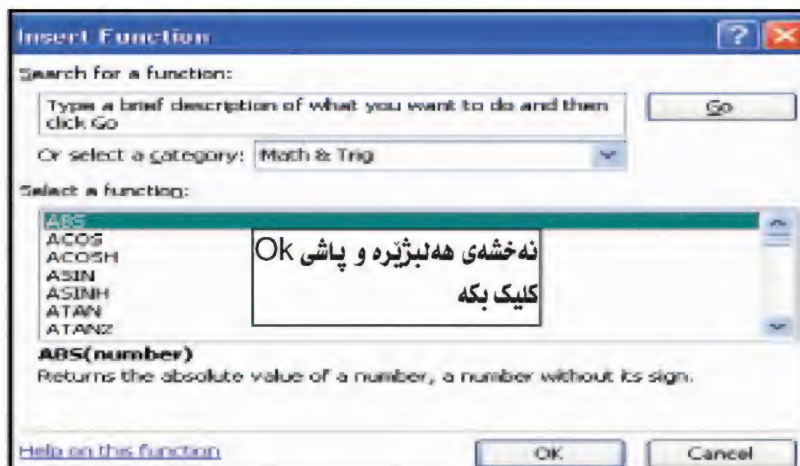 Insert Function
Search for a function:
Type a brief description of what you want to do and then
click Go
Go
Or select a category: Math & Trig
Select a function:
ABS
ACOS
ACOSH
ASIN
ASINH
ATAN
ATAN2
نەخشەی هەلبژێرە و پاشی Ok
کلیک بکە
ABS(number)
Returns the absolute value of a number, a number without its sign.
Help on this function
OK
Cancel